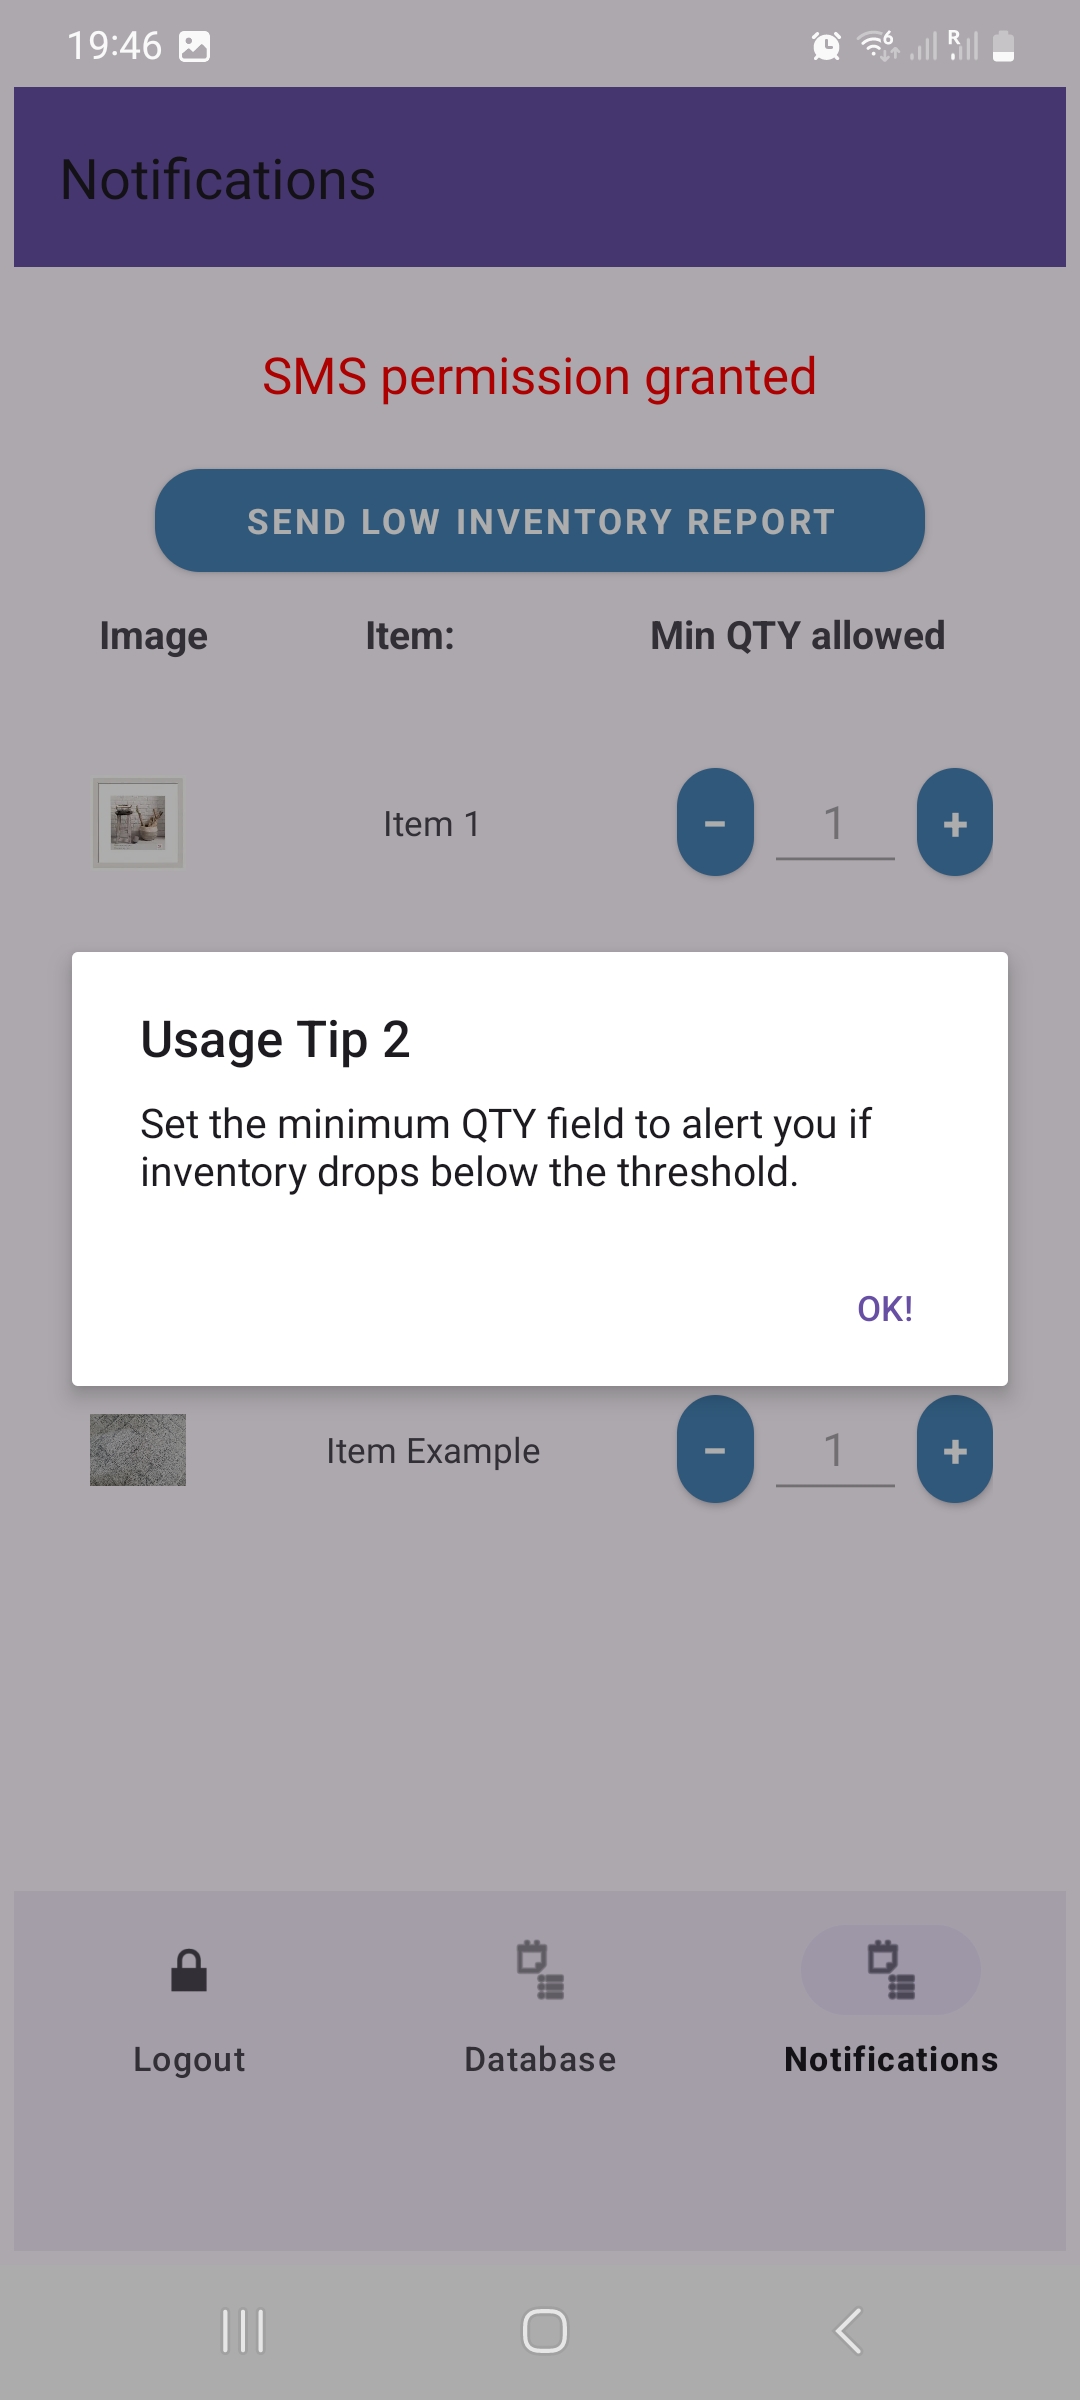 19:46
6
R
Notifications
SMS permission granted
SEND LOW INVENTORY REPORT
Image Item: Min QTY allowed
Item 1 - 1 +
Usage Tip 2
Set the minimum QTY field to alert you if
inventory drops below the threshold.
OK!
Item Example - 1 +
Logout Database Notifications